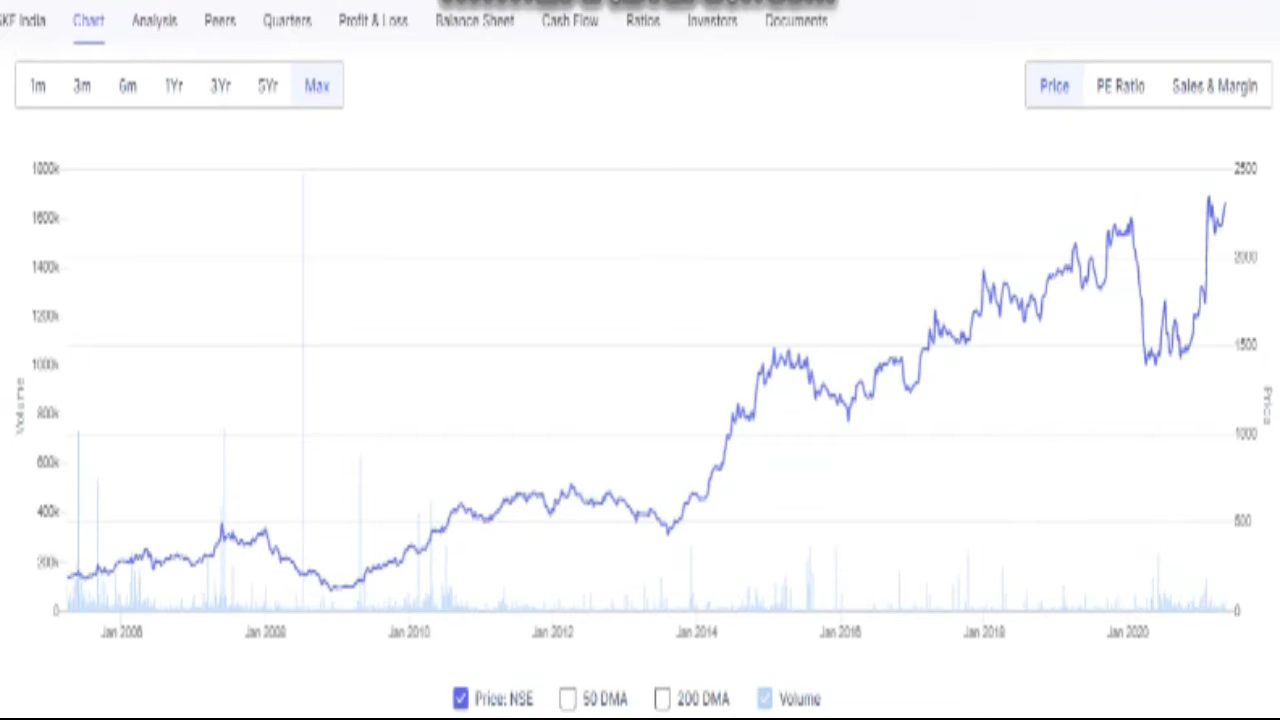 SKF India Chart Analysis Peers Quarters Profit & Loss Balance Sheet Cash Flow Ratios Investors Documents
1m 3m 6m 1Yr 3Yr 5Yr Max
Price PE Ratio Sales & Margin
1800k 2500
1600k
1400k 2000
1200k
1500
1000k
Volume
Price
800k
1000
600k
400k 500
200k
0 0
Jan 2006 Jan 2008 Jan 2010 Jan 2012 Jan 2014 Jan 2016 Jan 2018 Jan 2020
Price: NSE 50 DMA 200 DMA Volume